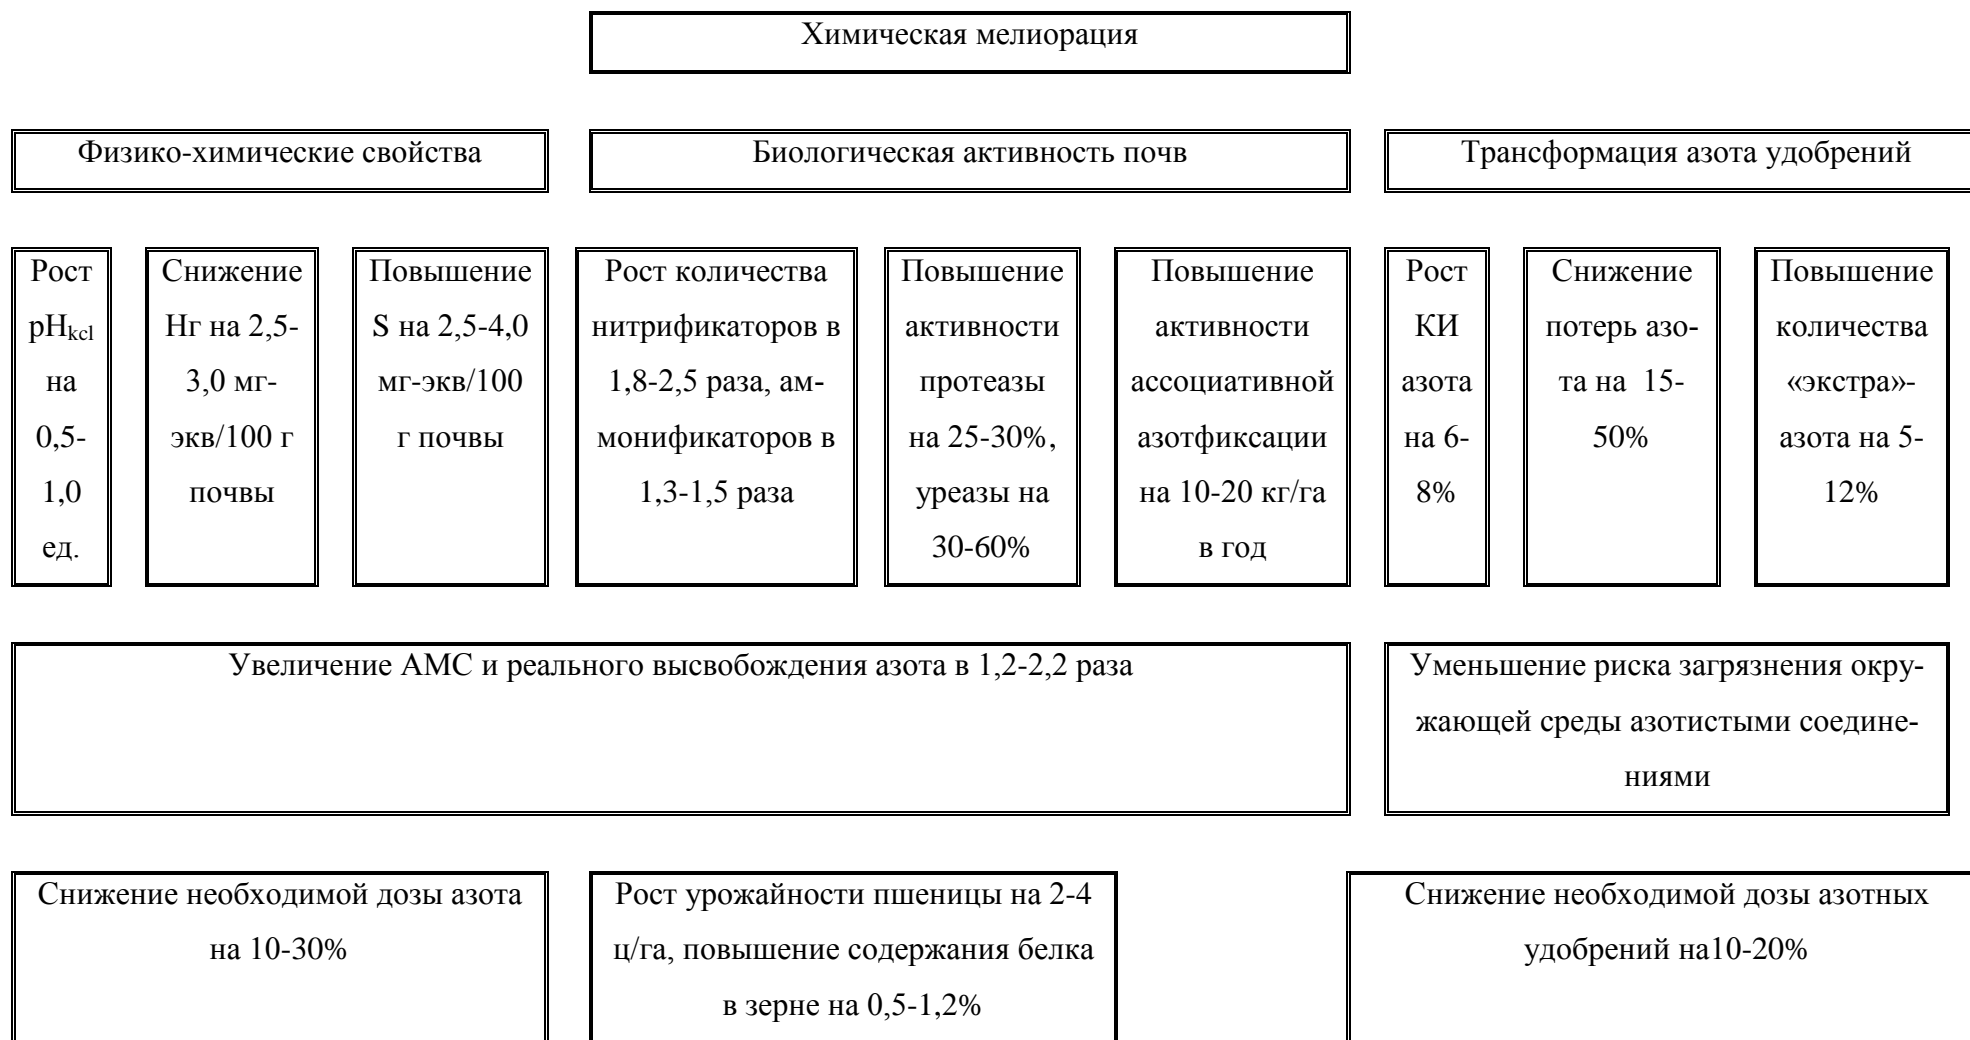 Химическая мелиорация
Физико-химические свойства
Биологическая активность почв
Трансформация азота удобрений
Рост
pHkcl
на
0,5-
1,0
ед.
Снижение
Нг на 2,5-
3,0 мг-
экв/100 г
почвы
Повышение
S на 2,5-4,0
мг-экв/100
г почвы
Рост количества
нитрификаторов в
1,8-2,5 раза, ам-
монификаторов в
1,3-1,5 раза
Повышение
активности
протеазы
на 25-30%,
уреазы на
30-60%
Повышение
активности
ассоциативной
азотфиксации
на 10-20 кг/га
в год
Рост
КИ
азота
на 6-
8%
Снижение
потерь азо-
та на 15-
50%
Повышение
количества
«экстра»-
азота на 5-
12%
Увеличение АМС и реального высвобождения азота в 1,2-2,2 раза
Уменьшение риска загрязнения окру-
жающей среды азотистыми соедине-
ниями
Снижение необходимой дозы азота
на 10-30%
Рост урожайности пшеницы на 2-4
ц/га, повышение содержания белка
в зерне на 0,5-1,2%
Снижение необходимой дозы азотных
удобрений на10-20%